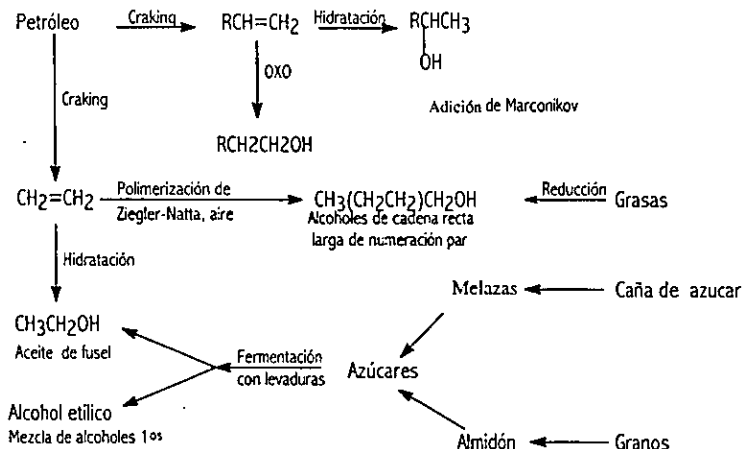 Petróleo
Craking
RCH=CH2
Hidratación
RCHCH3
OH
OXO
Craking
Adición de Marconikov
RCH2CH2OH
CH2=CH2
Polimerización de
Ziegler-Natta, aire
CH3(CH2CH2)CH2OH
Reducción
Grasas
Alcoholes de cadena recta
larga de numeración par
Hidratación
Melazas
Caña de azucar
CH3CH2OH
Aceite de fusel
Fermentación
con levaduras
Azúcares
Alcohol etílico
Mezcla de alcoholes 1os
Almidón
Granos